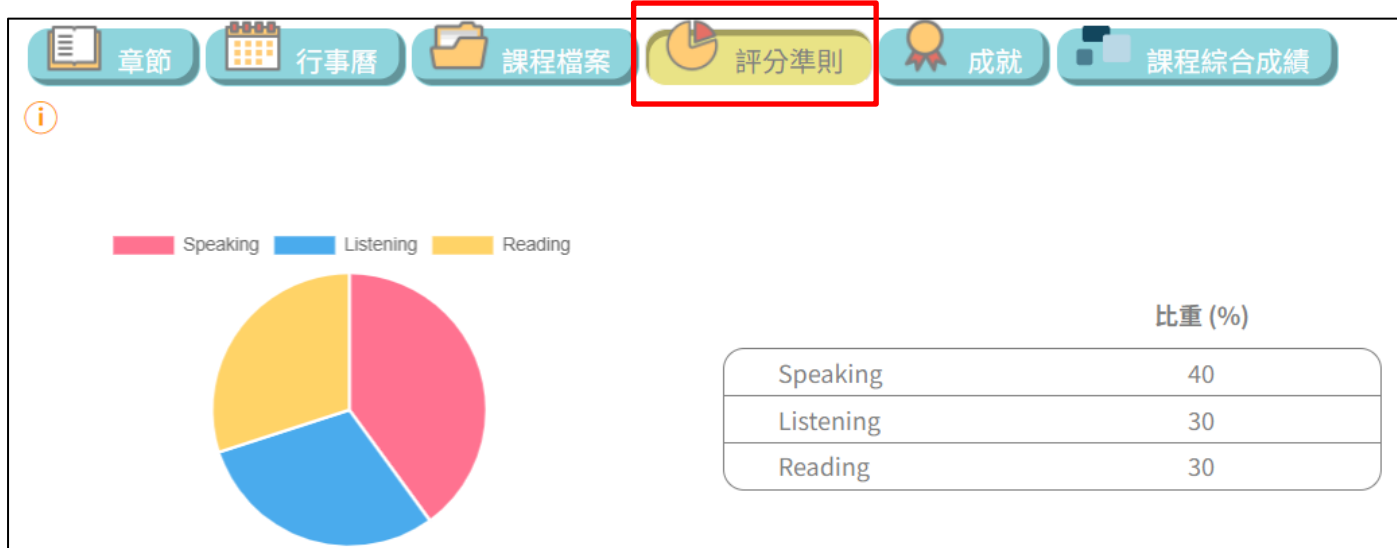 章節 行事曆 課程檔案 評分準則 成就 課程綜合成績
i
Speaking Listening Reading
比重 (%)
Speaking 40
Listening 30
Reading 30